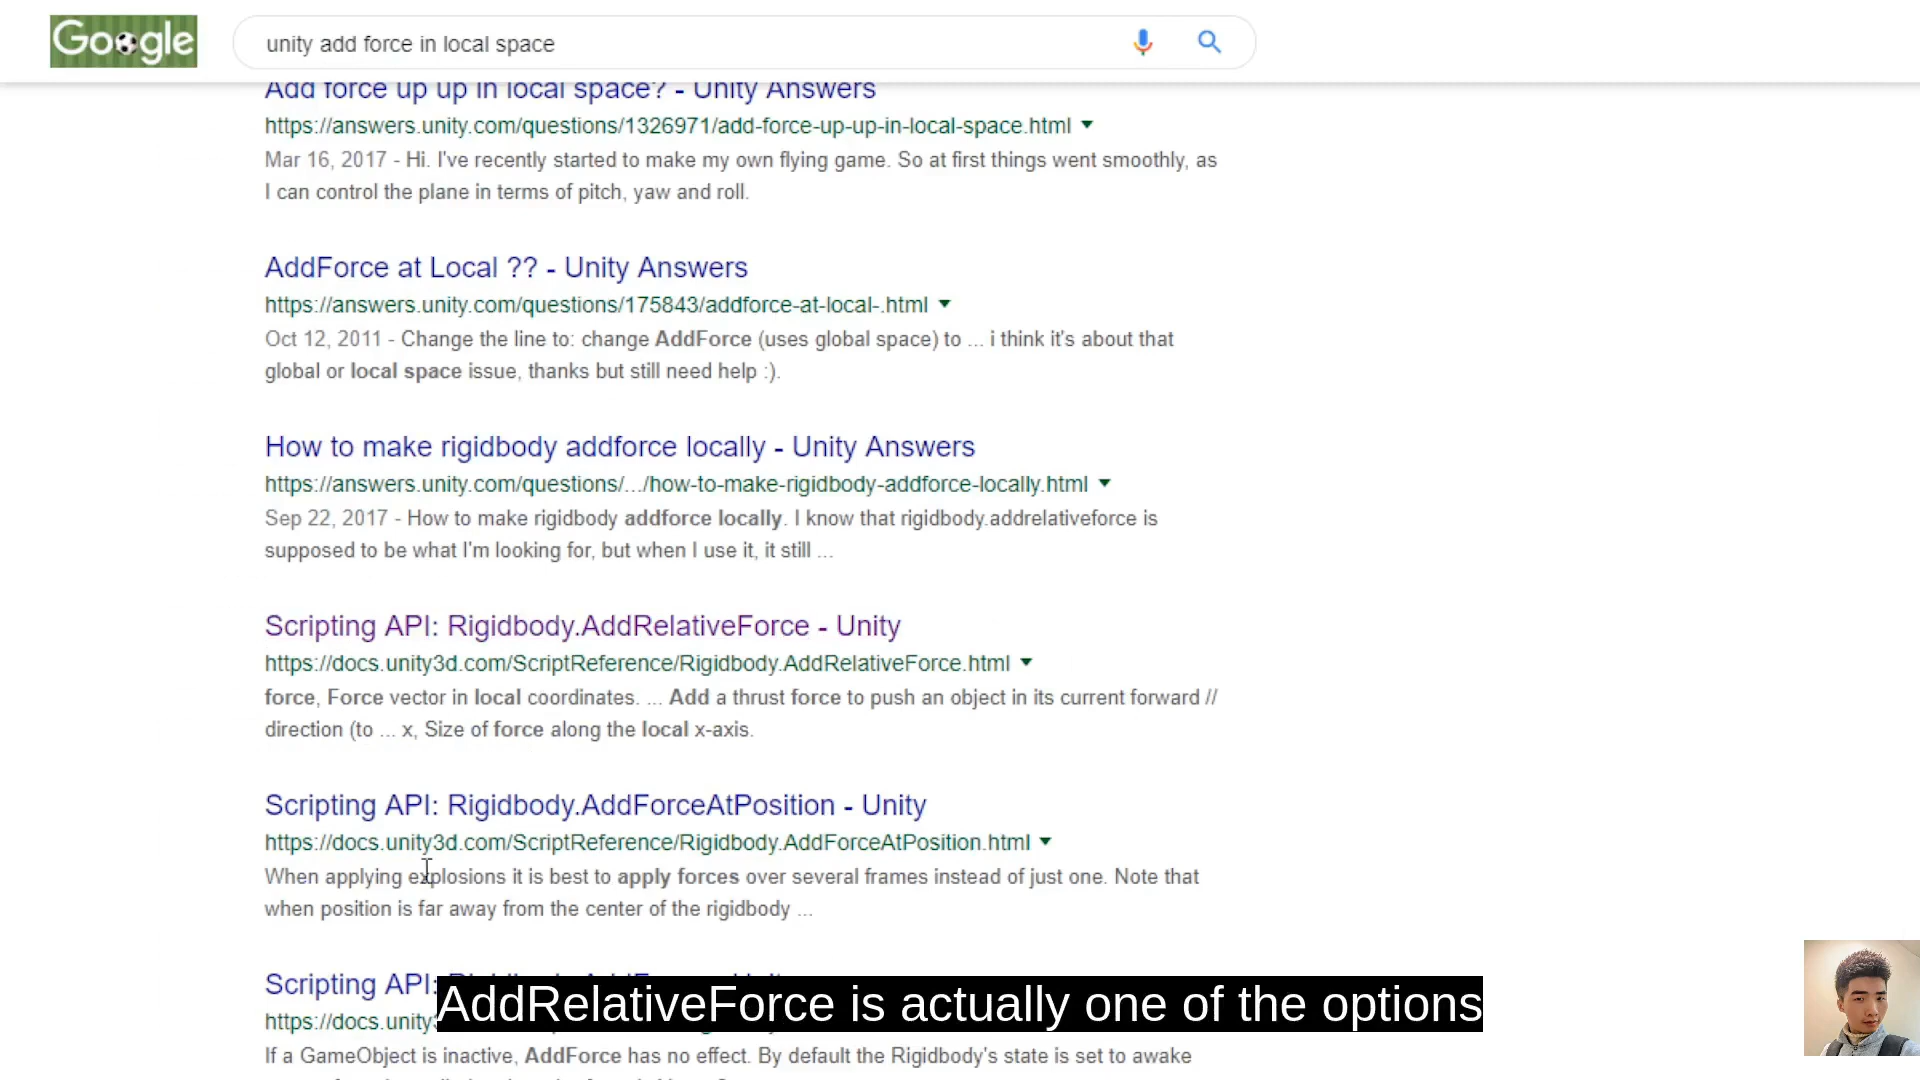 Google
unity add force in local space
Add force up up in local space? - Unity Answers
https://answers.unity.com/questions/1326971/add-force-up-up-in-local-space.html
Mar 16, 2017 - Hi. I've recently started to make my own flying game. So at first things went smoothly, as
I can control the plane in terms of pitch, yaw and roll.
AddForce at Local ?? - Unity Answers
https://answers.unity.com/questions/175843/addforce-at-local-.html
Oct 12, 2011 - Change the line to: change AddForce (uses global space) to ... i think it's about that
global or local space issue, thanks but still need help :).
How to make rigidbody addforce locally - Unity Answers
https://answers.unity.com/questions/.../how-to-make-rigidbody-addforce-locally.html
Sep 22, 2017 - How to make rigidbody addforce locally. I know that rigidbody.addrelativeforce is
supposed to be what I'm looking for, but when I use it, it still ...
Scripting API: Rigidbody.AddRelativeForce - Unity
https://docs.unity3d.com/ScriptReference/Rigidbody.AddRelativeForce.html
force, Force vector in local coordinates. ... Add a thrust force to push an object in its current forward //
direction (to ... x, Size of force along the local x-axis.
Scripting API: Rigidbody.AddForceAtPosition - Unity
https://docs.unity3d.com/ScriptReference/Rigidbody.AddForceAtPosition.html
When applying explosions it is best to apply forces over several frames instead of just one. Note that
when position is far away from the center of the rigidbody ...
Scripting API:
AddRelativeForce is actually one of the options
https://docs.unity
If a GameObject is inactive, AddForce has no effect. By default the Rigidbody's state is set to awake